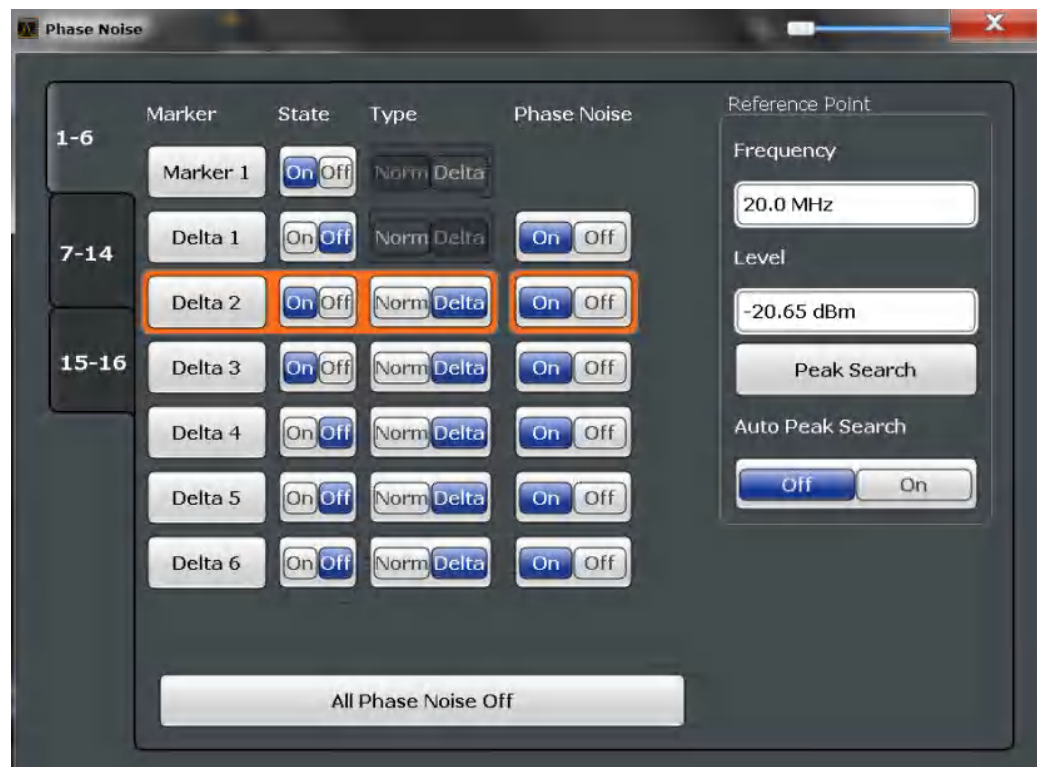 Phase Noise
X
1-6
7-14
15-16
Marker State Type Phase Noise
Marker 1 On Off Norm Delta
Delta 1 On Off Norm Delta On Off
Delta 2 On Off Norm Delta On Off
Delta 3 On Off Norm Delta On Off
Delta 4 On Off Norm Delta On Off
Delta 5 On Off Norm Delta On Off
Delta 6 On Off Norm Delta On Off
All Phase Noise Off
Reference Point
Frequency
20.0 MHz
Level
-20.65 dBm
Peak Search
Auto Peak Search
Off On